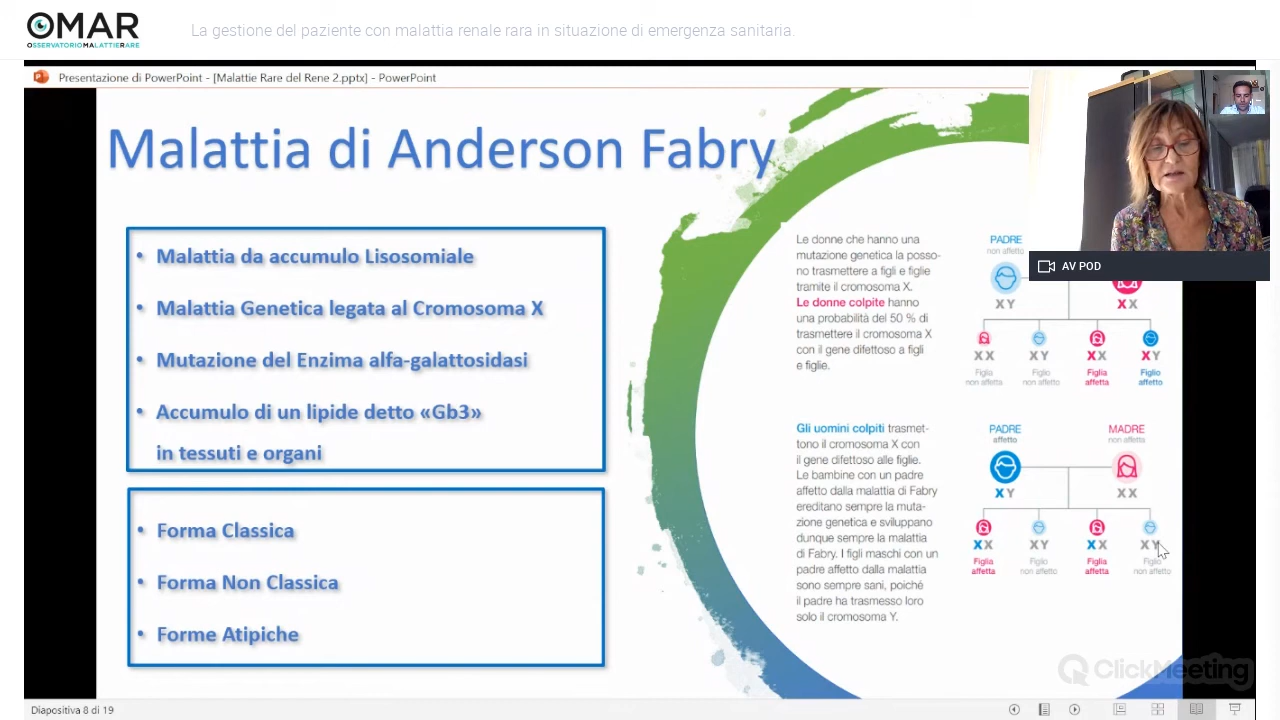 OMAR
OSSERVATORIOMALATTIERARE
La gestione del paziente con malattia renale rara in situazione di emergenza sanitaria.
Presentazione di PowerPoint - [Malattie Rare del Rene 2.pptx] - PowerPoint
Malattia di Anderson Fabry
• Malattia da accumulo Lisosomiale
• Malattia Genetica legata al Cromosoma X
• Mutazione del Enzima alfa-galattosidasi
• Accumulo di un lipide detto «Gb3»
in tessuti e organi
• Forma Classica
• Forma Non Classica
• Forme Atipiche
Le donne che hanno una
mutazione genetica la posso-
no trasmettere a figli e figlie
tramite il cromosoma X.
Le donne colpite hanno
una probabilità del 50 % di
trasmettere il cromosoma X
con il gene difettoso a figli
e figlie.
PADRE
non affetto
XY
XX
XX XY XX XY
Figlia Figlio Figlia Figlio
non affetta non affetto affetta affetto
Gli uomini colpiti trasmet-
tono il cromosoma X con
il gene difettoso alle figlie.
Le bambine con un padre
affetto dalla malattia di Fabry
ereditano sempre la muta-
zione genetica e sviluppano
dunque sempre la malattia
di Fabry. I figli maschi con un
padre affetto dalla malattia
sono sempre sani, poiché
il padre ha trasmesso loro
solo il cromosoma Y.
PADRE MADRE
affetto non affetta
XY XX
XX XY XX XY
Figlia Figlio Figlia Figlio
affetta non affetto affetta non affetto
AV POD
ClickMeeting
Diapositiva 8 di 19